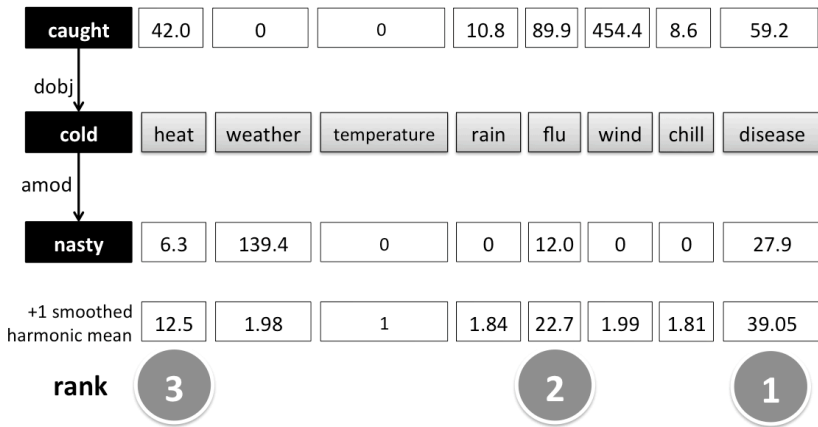 caught 42.0 0 0 10.8 89.9 454.4 8.6 59.2
dobj
cold heat weather temperature rain flu wind chill disease
amod
nasty 6.3 139.4 0 0 12.0 0 0 27.9
+1 smoothed
harmonic mean 12.5 1.98 1 1.84 22.7 1.99 1.81 39.05
rank 3 2 1